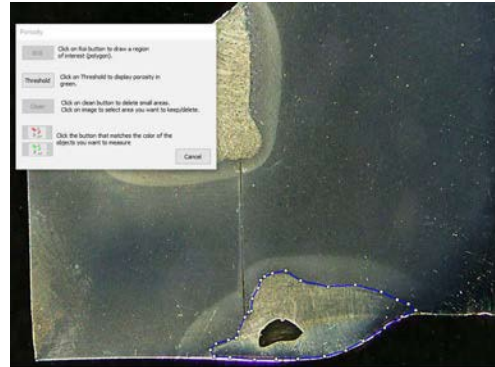 Porosity
Roi
Click on Roi button to draw a region
of interest (polygon).
Threshold
Click on Threshold to display porosity in
green.
Clean
Click on clean button to delete small areas.
Click on image to select area you want to keep/delete.
Click the button that matches the color of the
objects you want to measure
Cancel